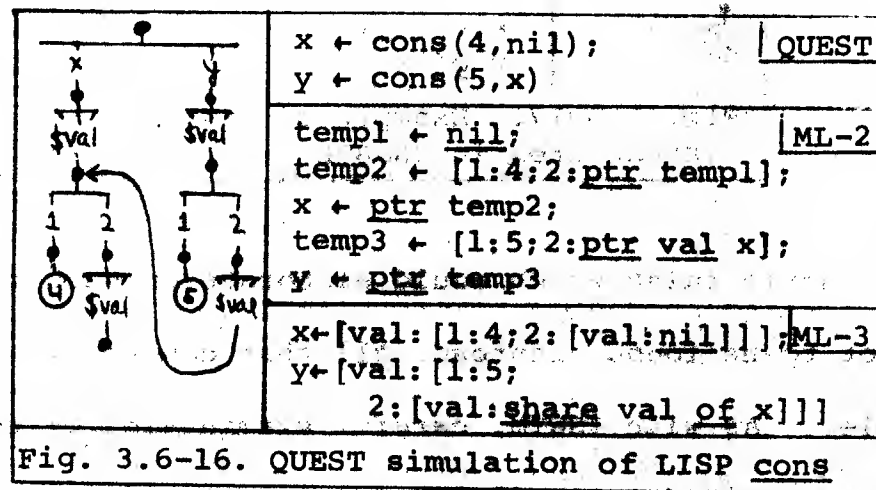 x y
$val $val
1 2 1 2
4 $val 5 $val
x ← cons(4,nil); QUEST
y ← cons(5,x)
temp1 ← nil; ML-2
temp2 ← [1:4;2:ptr temp1];
x ← ptr temp2;
temp3 ← [1:5;2:ptr val x];
y ← ptr temp3
x←[val:[1:4;2:[val:nil]]]; ML-3
y←[val:[1:5;
2:[val:share val of x]]]
Fig. 3.6-16. QUEST simulation of LISP cons